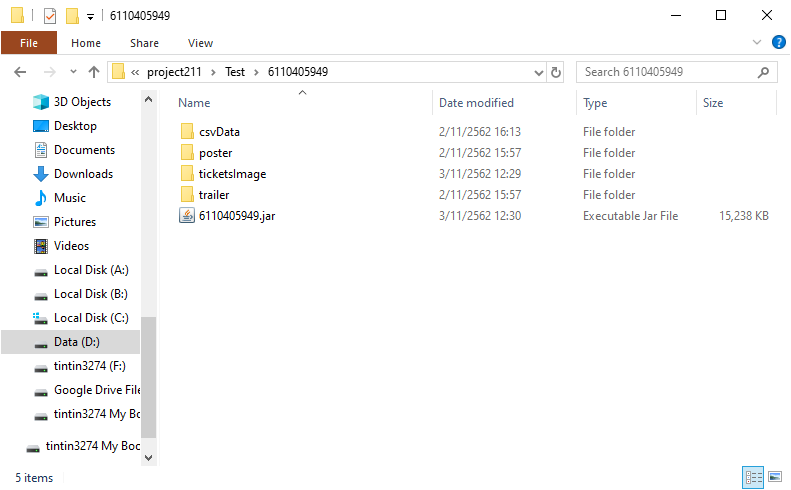 6110405949
File Home Share View
« project211 › Test › 6110405949 Search 6110405949
3D Objects
Desktop
Documents
Downloads
Music
Pictures
Videos
Local Disk (A:)
Local Disk (B:)
Local Disk (C:)
Data (D:)
tintin3274 (F:)
Google Drive File
tintin3274 My Bo
tintin3274 My Boc
Name Date modified Type Size
csvData 2/11/2562 16:13 File folder
poster 2/11/2562 15:57 File folder
ticketsImage 3/11/2562 12:29 File folder
trailer 2/11/2562 15:57 File folder
6110405949.jar 3/11/2562 12:30 Executable Jar File 15,238 KB
5 items